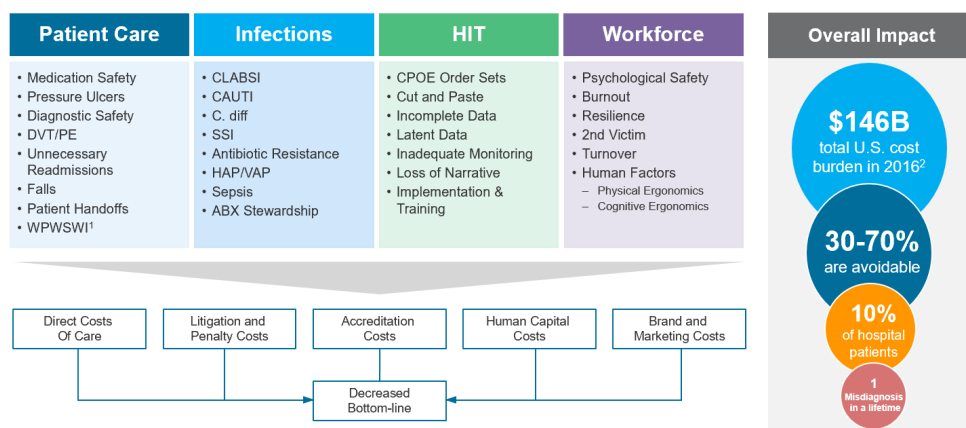 Patient Care
• Medication Safety
• Pressure Ulcers
• Diagnostic Safety
• DVT/PE
• Unnecessary
Readmissions
• Falls
• Patient Handoffs
• WPWSWI¹
Infections
• CLABSI
• CAUTI
• C. diff
• SSI
• Antibiotic Resistance
• HAP/VAP
• Sepsis
• ABX Stewardship
HIT
• CPOE Order Sets
• Cut and Paste
• Incomplete Data
• Latent Data
• Inadequate Monitoring
• Loss of Narrative
• Implementation &
Training
Workforce
• Psychological Safety
• Burnout
• Resilience
• 2nd Victim
• Turnover
• Human Factors
– Physical Ergonomics
– Cognitive Ergonomics
Direct Costs
Of Care
Litigation and
Penalty Costs
Accreditation
Costs
Human Capital
Costs
Brand and
Marketing Costs
Decreased
Bottom-line
Overall Impact
$146B
total U.S. cost
burden in 2016²
30-70%
are avoidable
10%
of hospital
patients
1
Misdiagnosis
in a lifetime